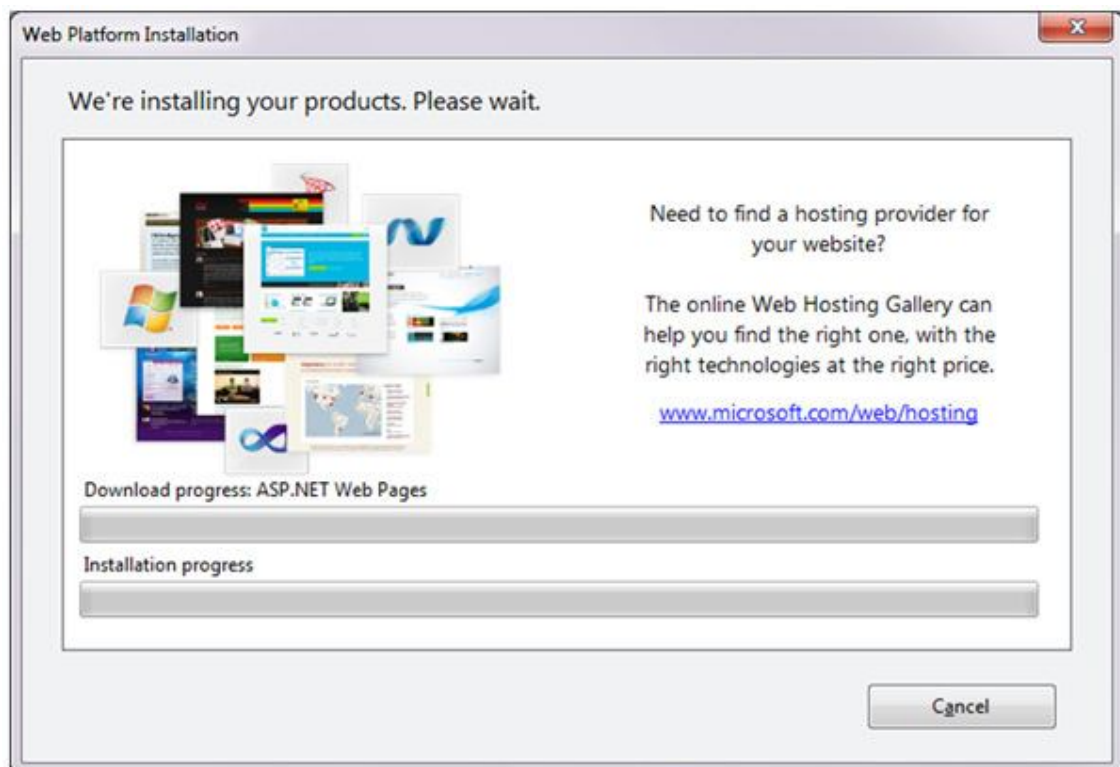 Web Platform Installation
We're installing your products. Please wait.
Need to find a hosting provider for
your website?
The online Web Hosting Gallery can
help you find the right one, with the
right technologies at the right price.
www.microsoft.com/web/hosting
Download progress: ASP.NET Web Pages
Installation progress
Cancel